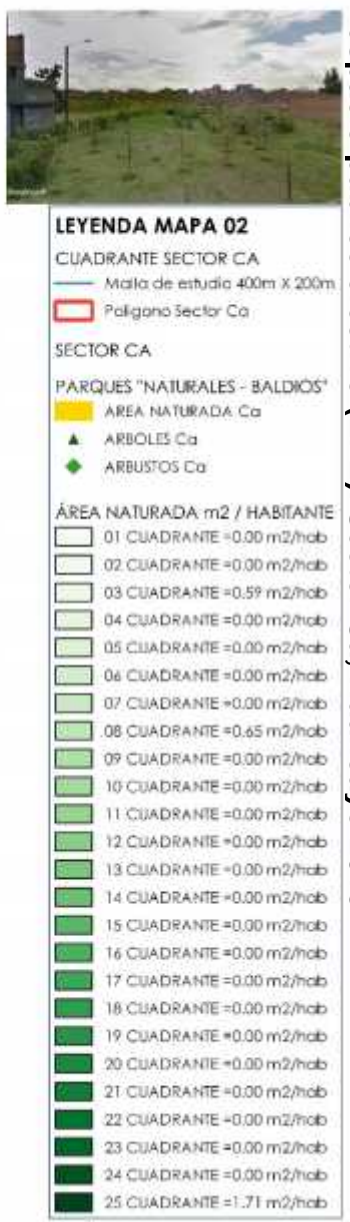 LEYENDA MAPA 02
CUADRANTE SECTOR CA
Malla de estudio 400m X 200m
Poligono Sector Ca
SECTOR CA
PARQUES "NATURALES - BALDIOS"
AREA NATURADA Ca
ARBOLES Ca
ARBUSTOS Ca
ÁREA NATURADA m2 / HABITANTE
01 CUADRANTE =0.00 m2/hab
02 CUADRANTE =0.00 m2/hab
03 CUADRANTE =0.59 m2/hab
04 CUADRANTE =0.00 m2/hab
05 CUADRANTE =0.00 m2/hab
06 CUADRANTE =0.00 m2/hab
07 CUADRANTE =0.00 m2/hab
08 CUADRANTE =0.65 m2/hab
09 CUADRANTE =0.00 m2/hab
10 CUADRANTE =0.00 m2/hab
11 CUADRANTE =0.00 m2/hab
12 CUADRANTE =0.00 m2/hab
13 CUADRANTE =0.00 m2/hab
14 CUADRANTE =0.00 m2/hab
15 CUADRANTE =0.00 m2/hab
16 CUADRANTE =0.00 m2/hab
17 CUADRANTE =0.00 m2/hab
18 CUADRANTE =0.00 m2/hab
19 CUADRANTE =0.00 m2/hab
20 CUADRANTE =0.00 m2/hab
21 CUADRANTE =0.00 m2/hab
22 CUADRANTE =0.00 m2/hab
23 CUADRANTE =0.00 m2/hab
24 CUADRANTE =0.00 m2/hab
25 CUADRANTE =1.71 m2/hab